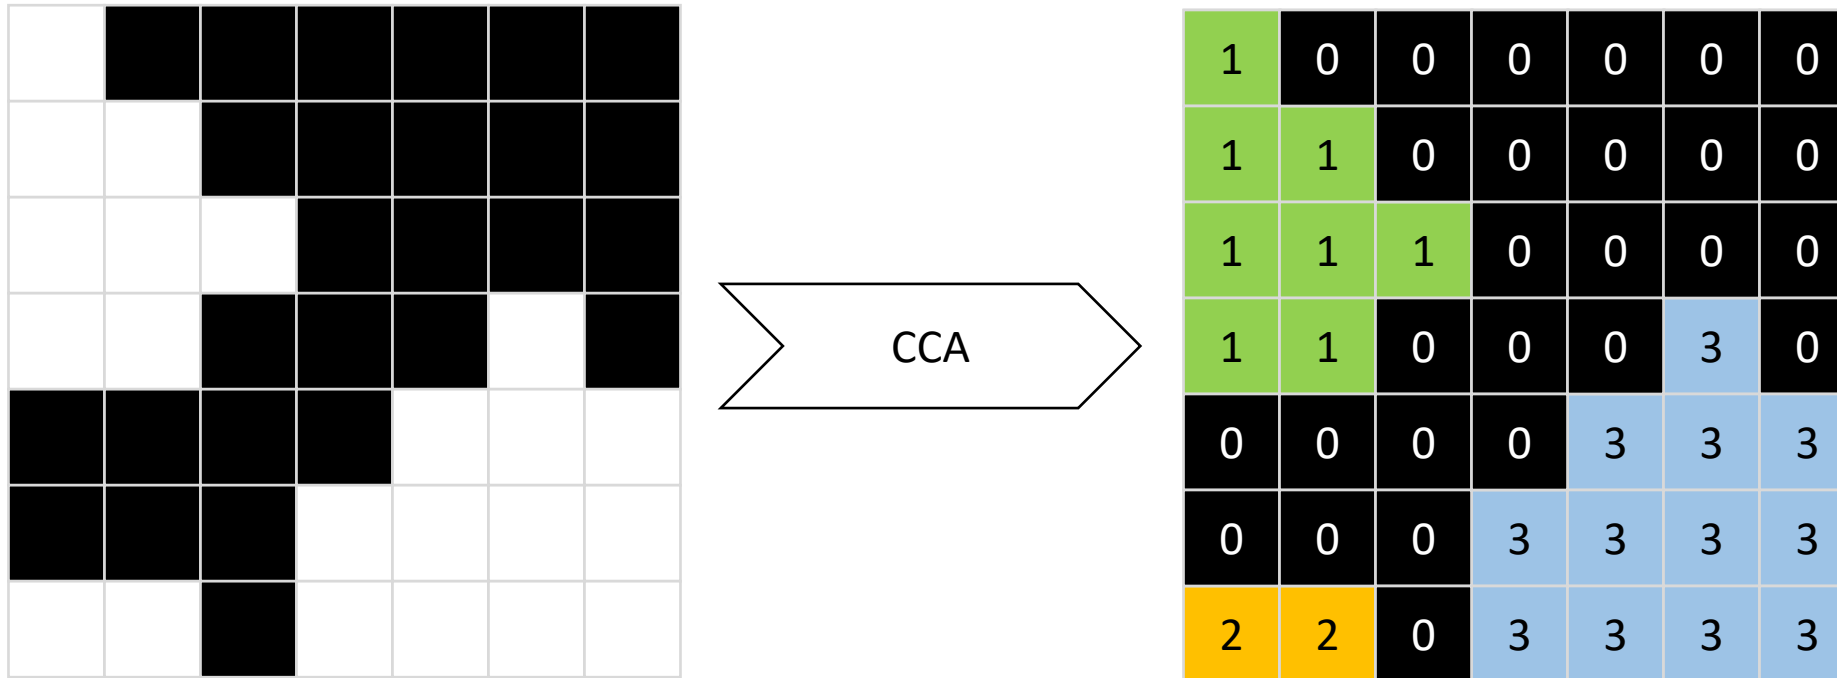 1 0 0 0 0 0 0
1 1 0 0 0 0 0
1 1 1 0 0 0 0
CCA
1 1 0 0 0 3 0
0 0 0 0 3 3 3
0 0 0 3 3 3 3
2 2 0 3 3 3 3